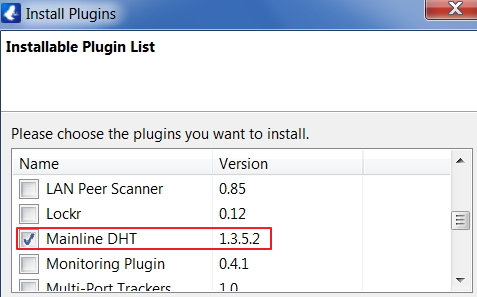 Install Plugins
Installable Plugin List
Please choose the plugins you want to install.
Name Version
LAN Peer Scanner 0.85
Lockr 0.12
Mainline DHT 1.3.5.2
Monitoring Plugin 0.4.1
Multi-Port Trackers 1.0